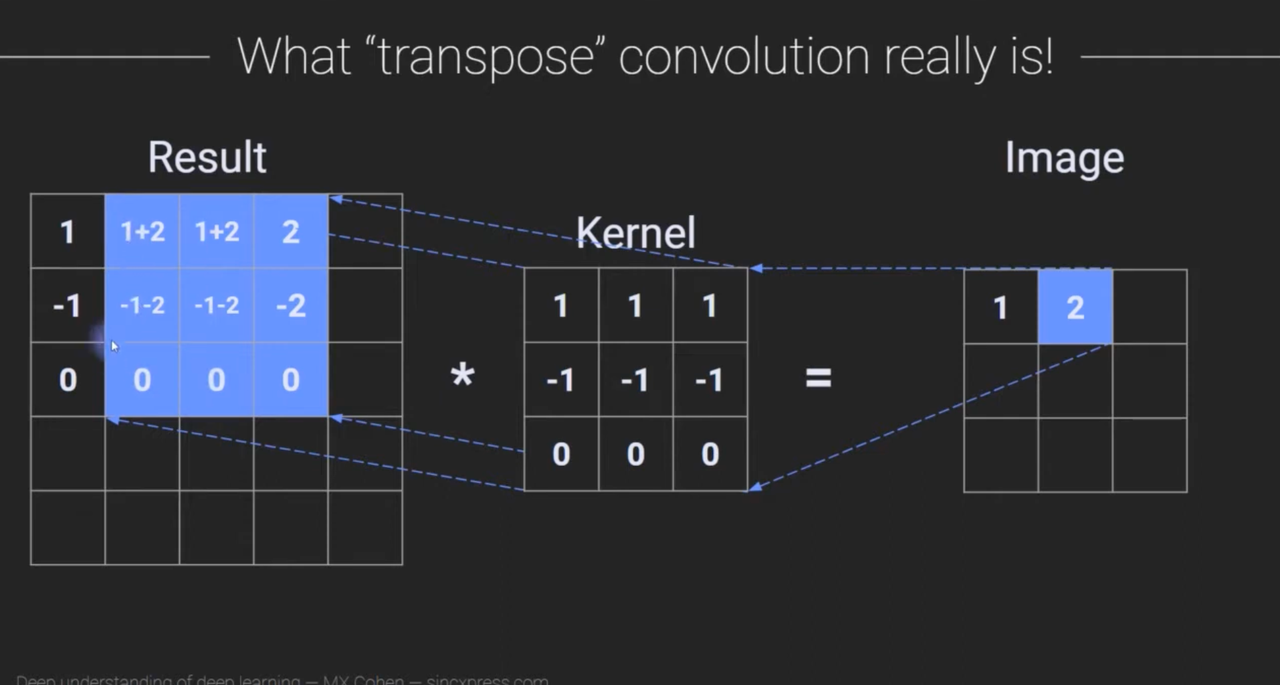 What “transpose” convolution really is!
Result
Image
Kernel
1 1+2 1+2 2
-1 -1-2 -1-2 -2
0 0 0 0
*
1 1 1
-1 -1 -1
0 0 0
=
1 2
Deep understanding of deep learning — MX Cohen — sincxpress.com